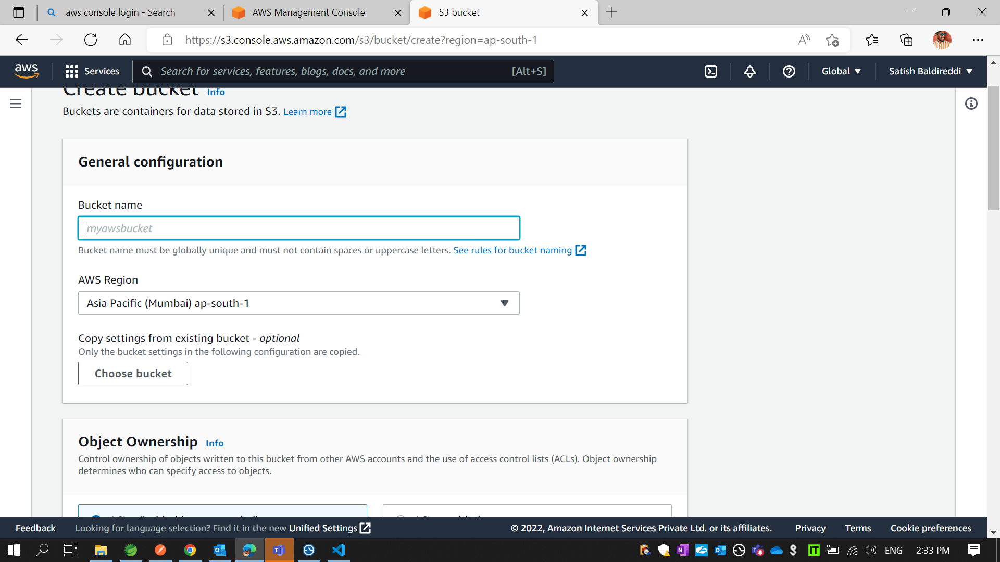 aws console login - Search
AWS Management Console
S3 bucket
https://s3.console.aws.amazon.com/s3/bucket/create?region=ap-south-1
aws
Services
Search for services, features, blogs, docs, and more
[Alt+S]
Global
Satish Baldireddi
Create bucket Info
Buckets are containers for data stored in S3. Learn more
General configuration
Bucket name
myawsbucket
Bucket name must be globally unique and must not contain spaces or uppercase letters. See rules for bucket naming
AWS Region
Asia Pacific (Mumbai) ap-south-1
Copy settings from existing bucket - optional
Only the bucket settings in the following configuration are copied.
Choose bucket
Object Ownership Info
Control ownership of objects written to this bucket from other AWS accounts and the use of access control lists (ACLs). Object ownership
determines who can specify access to objects.
Feedback
Looking for language selection? Find it in the new Unified Settings
© 2022, Amazon Internet Services Private Ltd. or its affiliates.
Privacy
Terms
Cookie preferences
ENG
2:33 PM